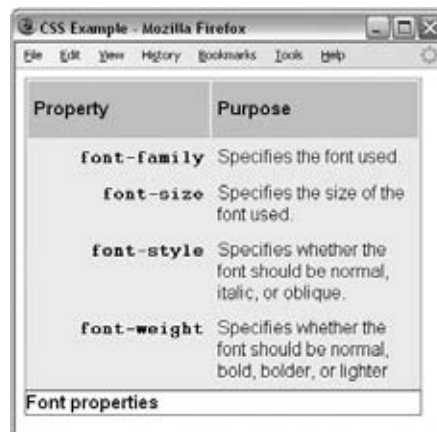 CSS Example - Mozilla Firefox
File Edit View History Bookmarks Tools Help
Property Purpose
font-family Specifies the font used.
font-size Specifies the size of the
font used.
font-style Specifies whether the
font should be normal,
italic, or oblique.
font-weight Specifies whether the
font should be normal,
bold, bolder, or lighter
Font properties